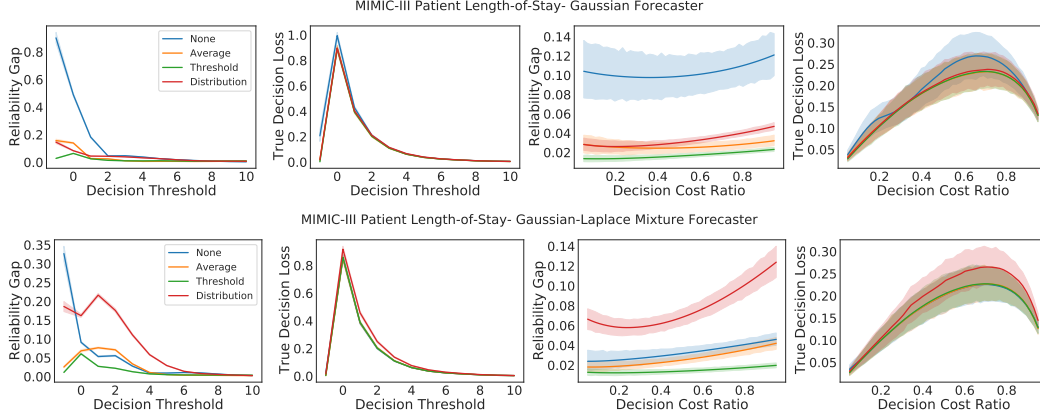 MIMIC-III Patient Length-of-Stay- Gaussian Forecaster
Reliability Gap
0.8
0.6
0.4
0.2
0.0
None
Average
Threshold
Distribution
0 2 4 6 8 10
Decision Threshold
True Decision Loss
1.0
0.8
0.6
0.4
0.2
0.0
0 2 4 6 8 10
Decision Threshold
Reliability Gap
0.14
0.12
0.10
0.08
0.06
0.04
0.02
0.2 0.4 0.6 0.8
Decision Cost Ratio
True Decision Loss
0.30
0.25
0.20
0.15
0.10
0.05
0.2 0.4 0.6 0.8
Decision Cost Ratio
MIMIC-III Patient Length-of-Stay- Gaussian-Laplace Mixture Forecaster
Reliability Gap
0.35
0.30
0.25
0.20
0.15
0.10
0.05
0.00
None
Average
Threshold
Distribution
0 2 4 6 8 10
Decision Threshold
True Decision Loss
0.8
0.6
0.4
0.2
0.0
0 2 4 6 8 10
Decision Threshold
Reliability Gap
0.14
0.12
0.10
0.08
0.06
0.04
0.02
0.2 0.4 0.6 0.8
Decision Cost Ratio
True Decision Loss
0.30
0.25
0.20
0.15
0.10
0.05
0.2 0.4 0.6 0.8
Decision Cost Ratio